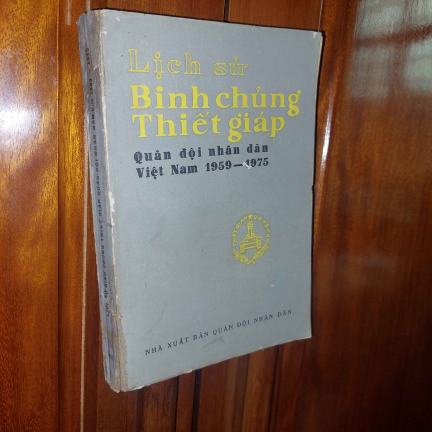 Lịch sử
Binh chủng
Thiết giáp
Quân đội nhân dân
Việt Nam 1959-1975
NHÀ XUẤT BẢN QUÂN ĐỘI NHÂN DÂN